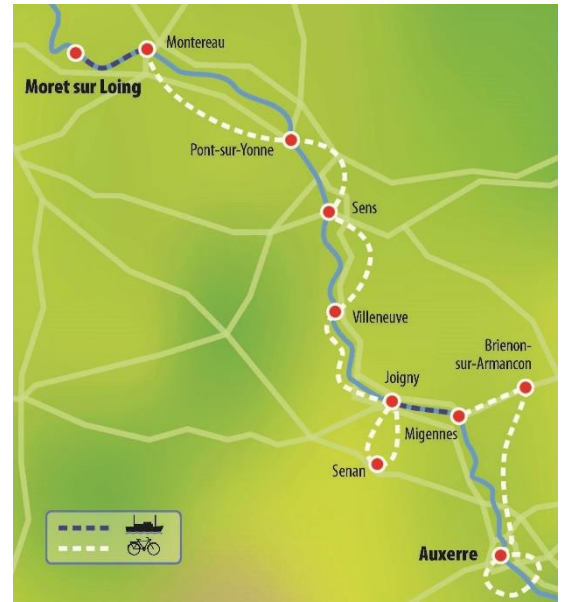 Montereau
Moret sur Loing
Pont-sur-Yonne
Sens
Villeneuve
Brienon-
sur-Armancon
Joigny
Migennes
Senan
Auxerre